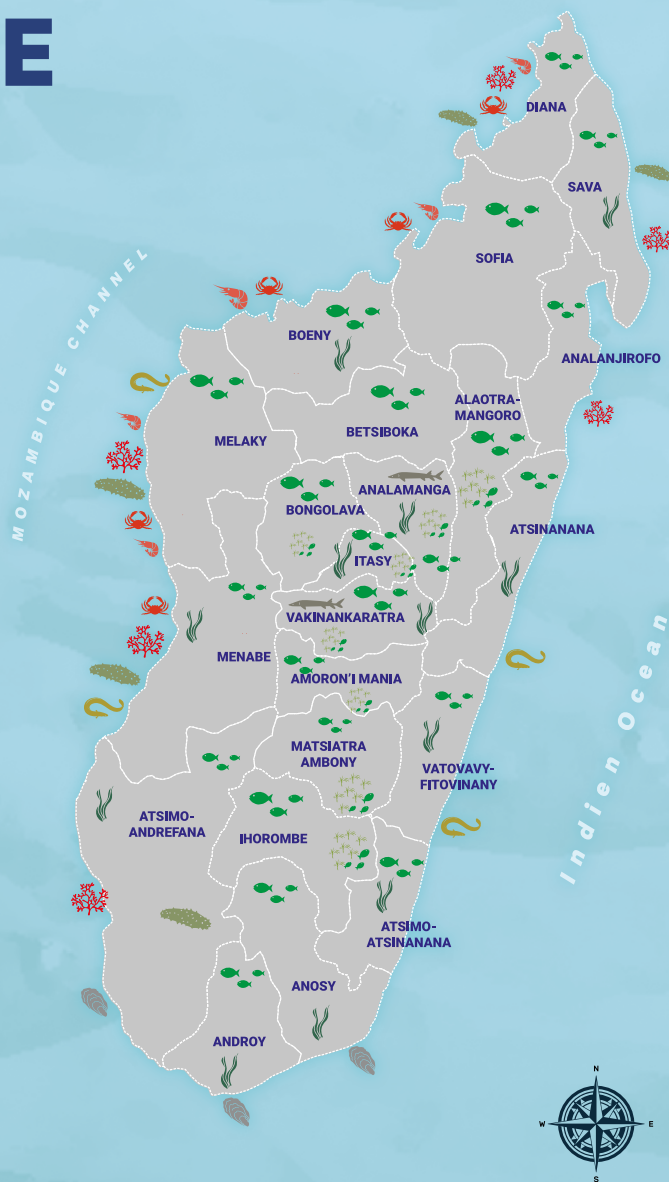 E
DIANA
SAVA
SOFIA
MOZAMBIQUE CHANNEL
BOENY
ANALANJIROFO
ALAOTRA-
MANGORO
MELAKY
BETSIBOKA
ANALAMANGA
BONGOLAVA
ATSINANANA
ITASY
VAKINANKARATRA
MENABE
AMORON'I MANIA
MATSIATRA
AMBONY
VATOVAVY-
FITOVINANY
Indien Ocean
ATSIMO-
ANDREFANA
IHOROMBE
ATSIMO-
ATSINANANA
ANOSY
ANDROY
N
W
E
S